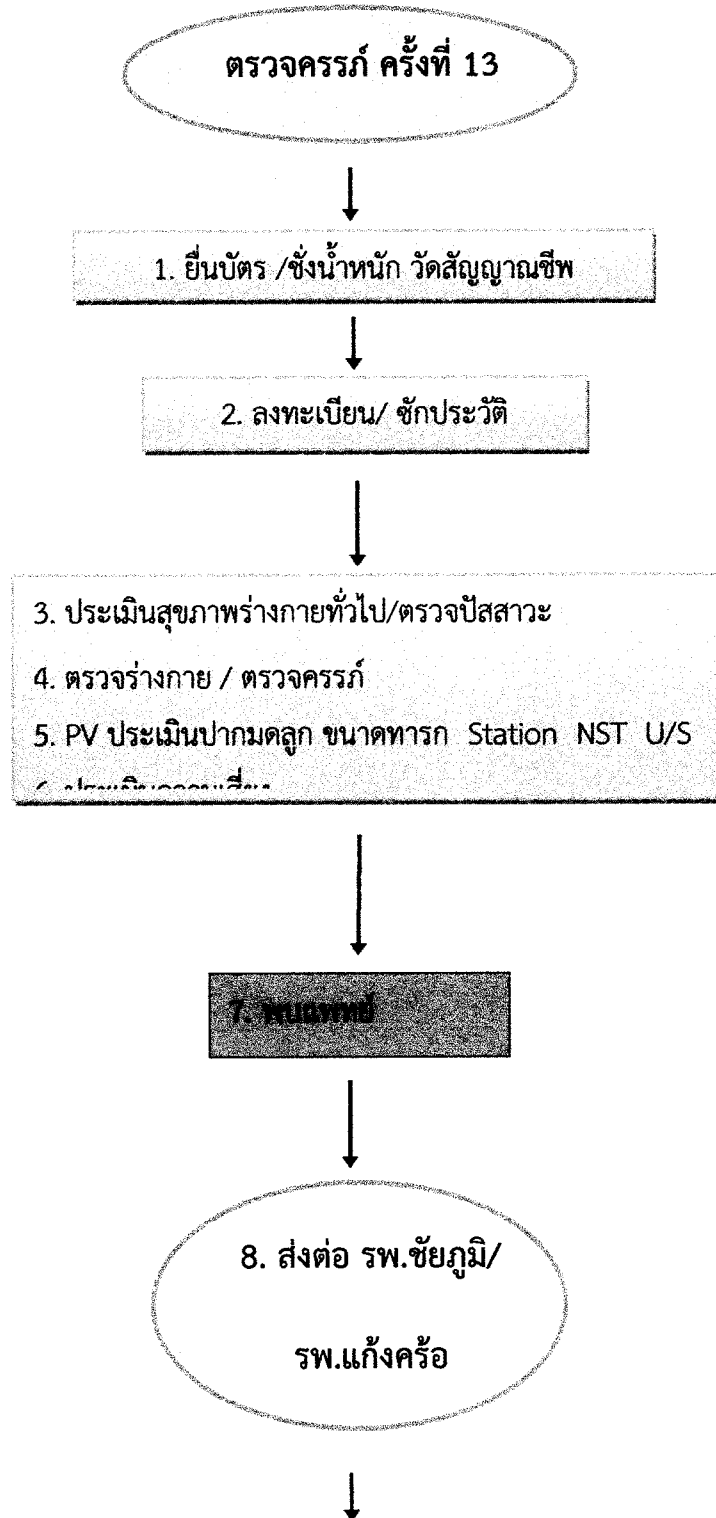 ตรวจครรภ์ ครั้งที่ 13
1. ยื่นบัตร /ชั่งน้ำหนัก วัดสัญญาณชีพ
2. ลงทะเบียน/ ซักประวัติ
3. ประเมินสุขภาพร่างกายทั่วไป/ตรวจปัสสาวะ
4. ตรวจร่างกาย / ตรวจครรภ์
5. PV ประเมินปากมดลูก ขนาดทารก Station NST U/S
7. พบแพทย์
8. ส่งต่อ รพ.ชัยภูมิ/
รพ.แก้งคร้อ